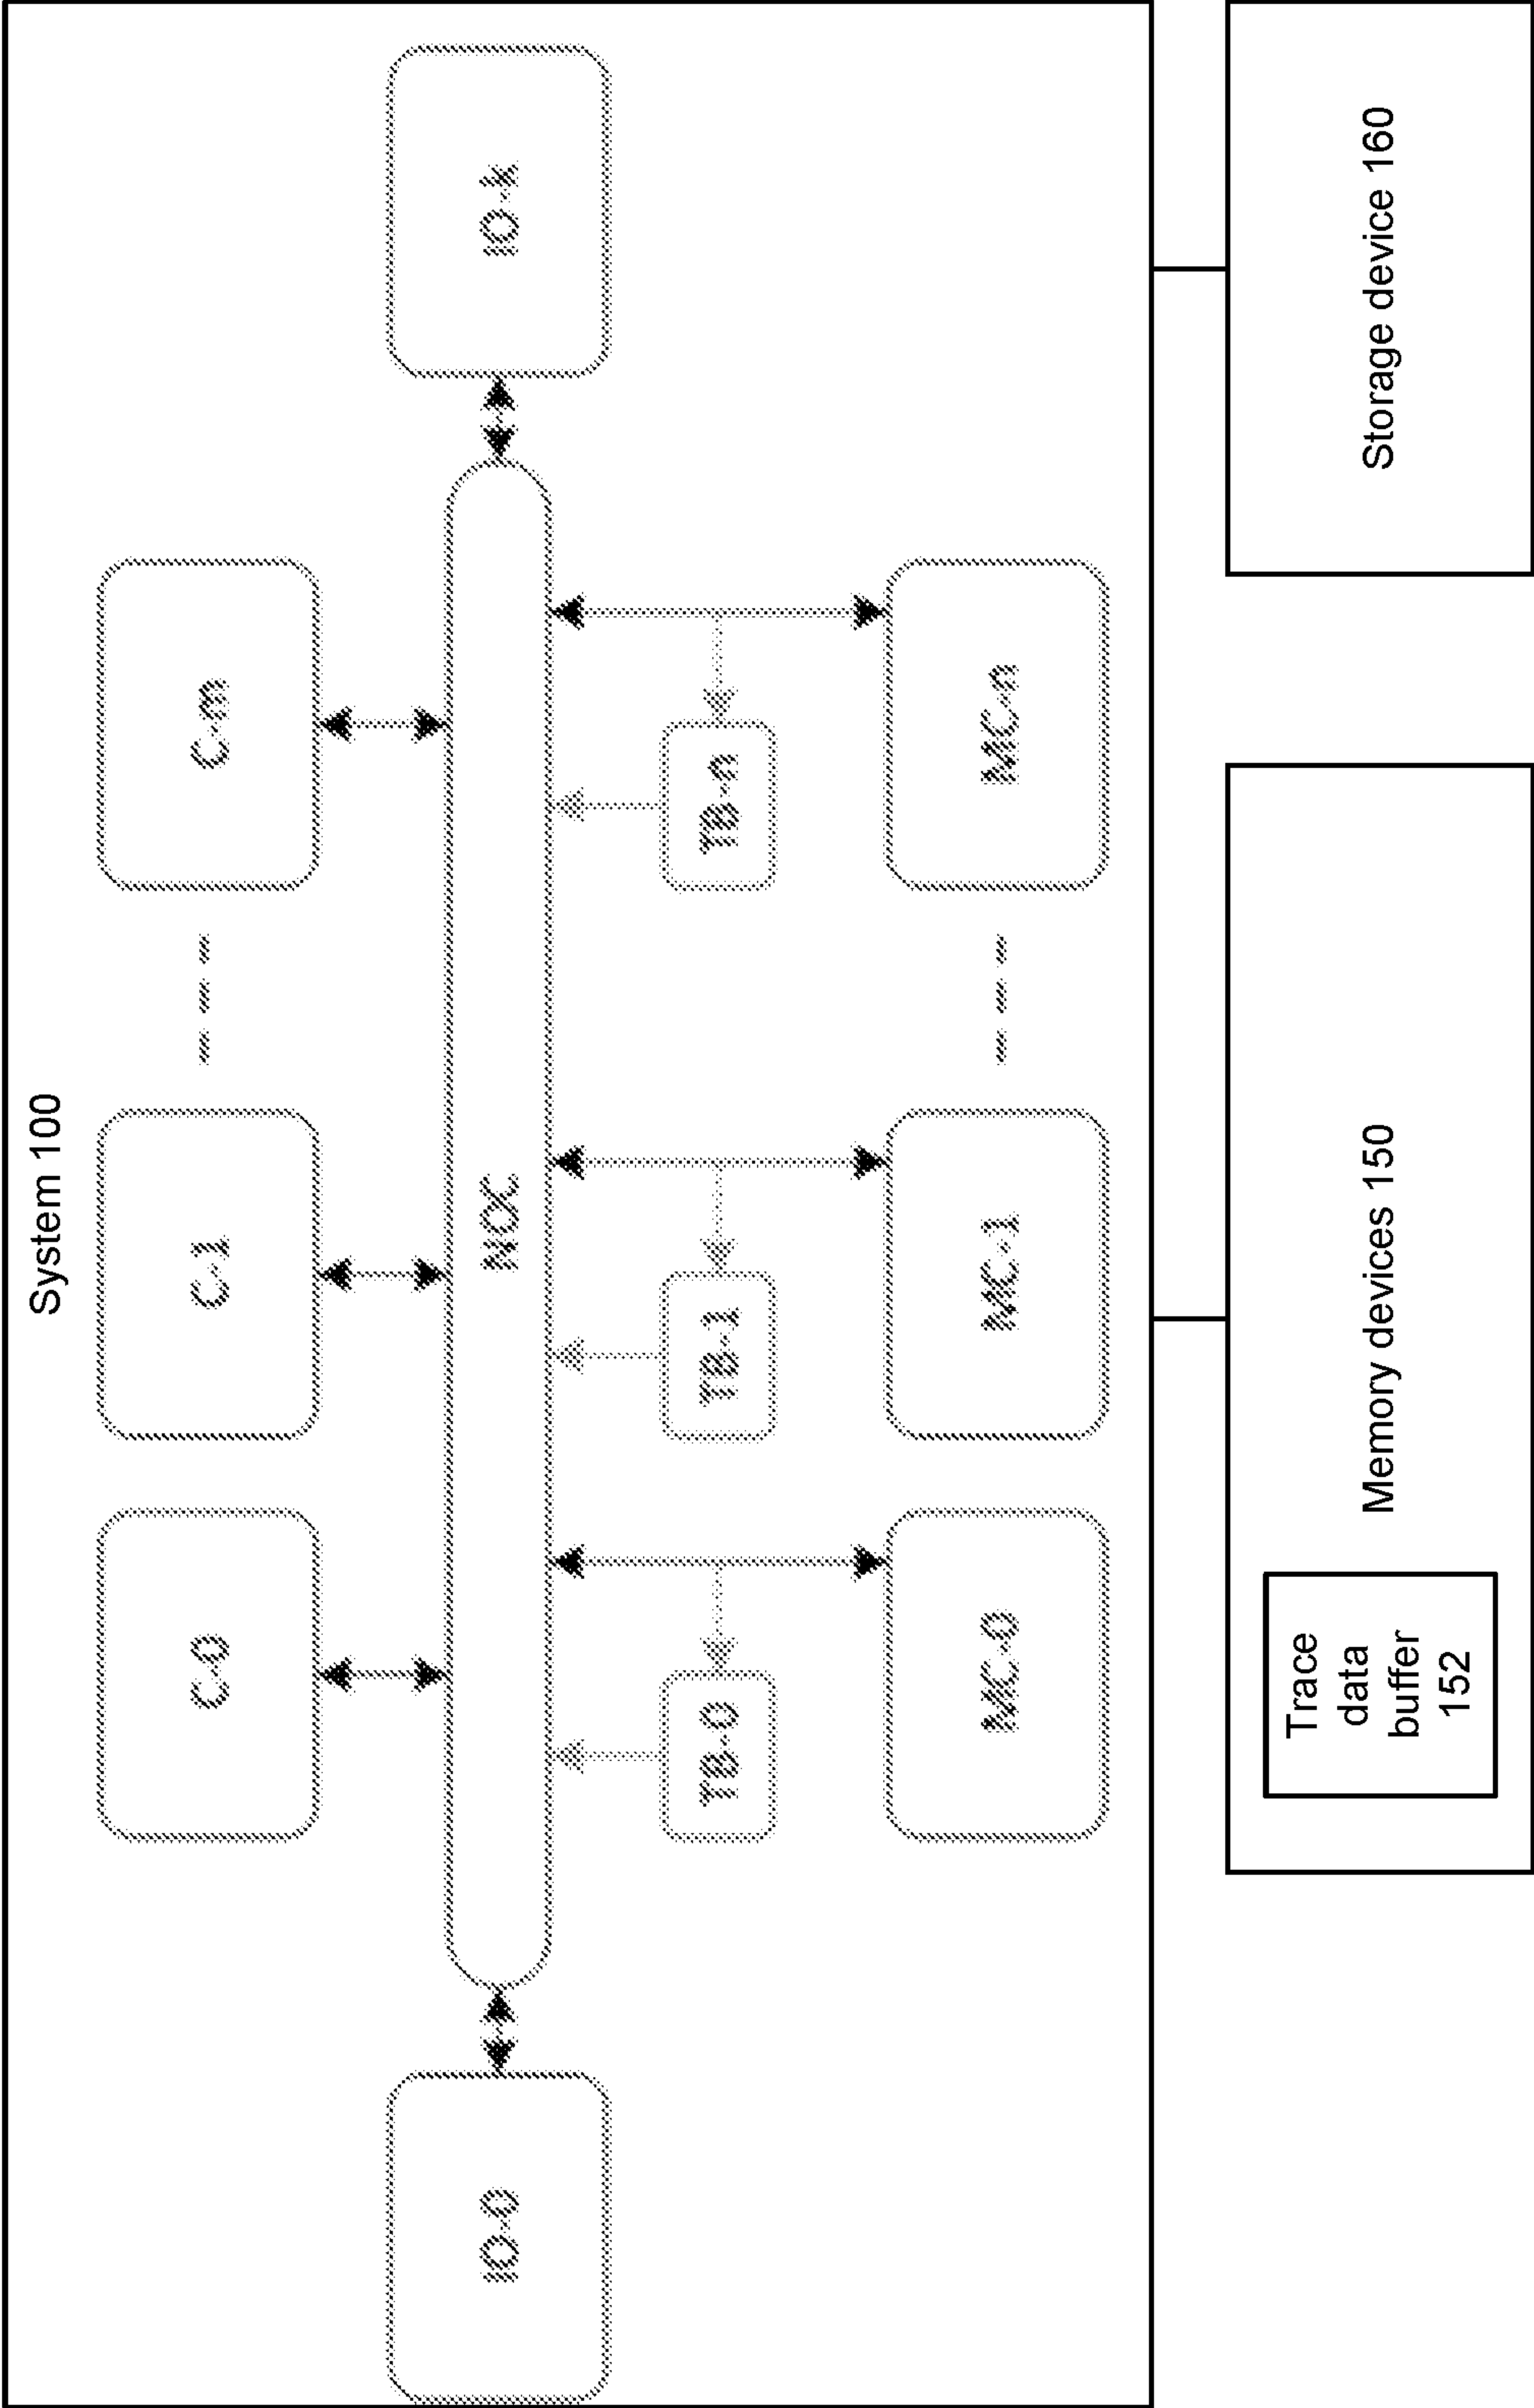 System 100
C-0
C-1
C-m
IO-0
NOC
IO-k
TB-0
TB-1
TB-n
MC-0
MC-1
MC-n
Trace
data
buffer
152
Memory devices 150
Storage device 160